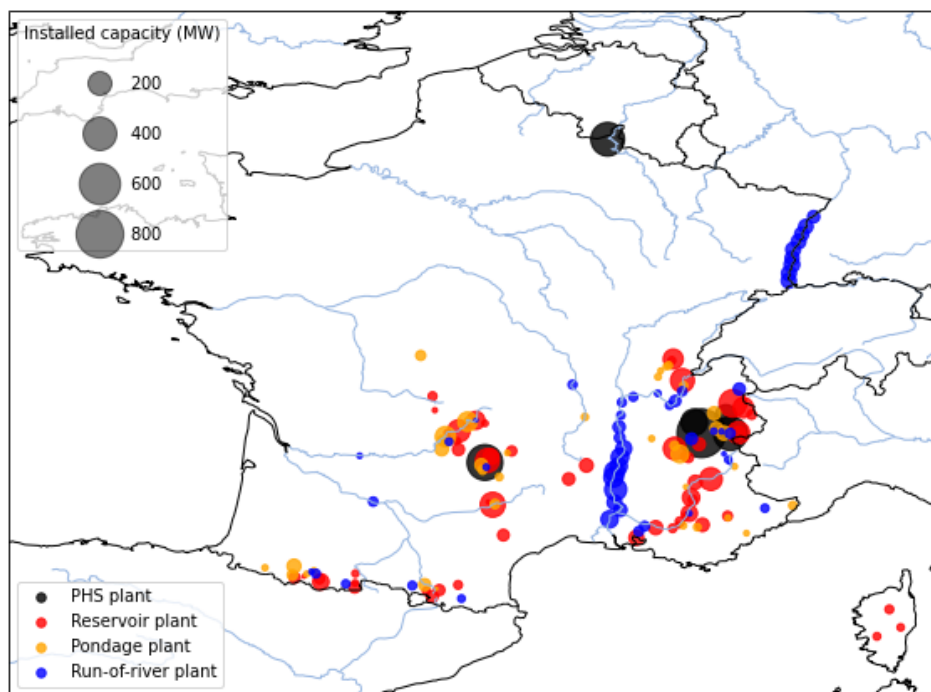 Installed capacity (MW)
200
400
600
800
PHS plant
Reservoir plant
Pondage plant
Run-of-river plant